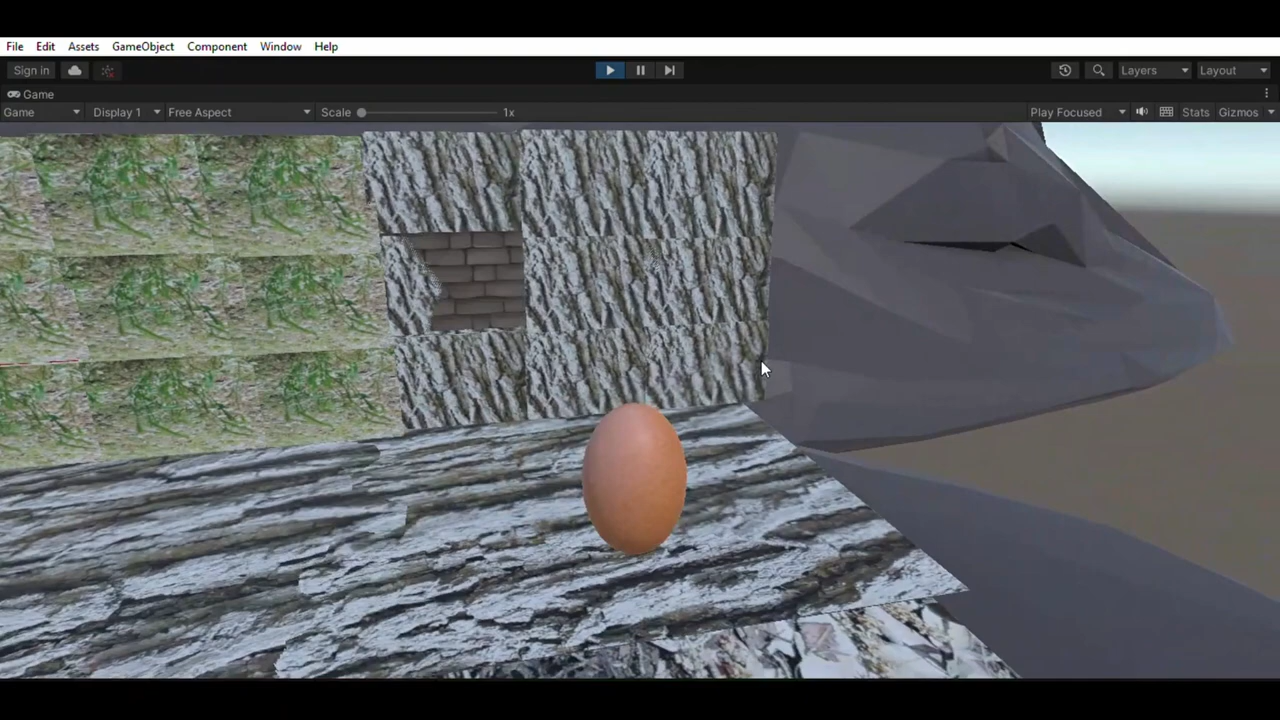 File Edit Assets GameObject Component Window Help
Sign in Layers Layout
Game
Game Display 1 Free Aspect Scale 1x Play Focused Stats Gizmos